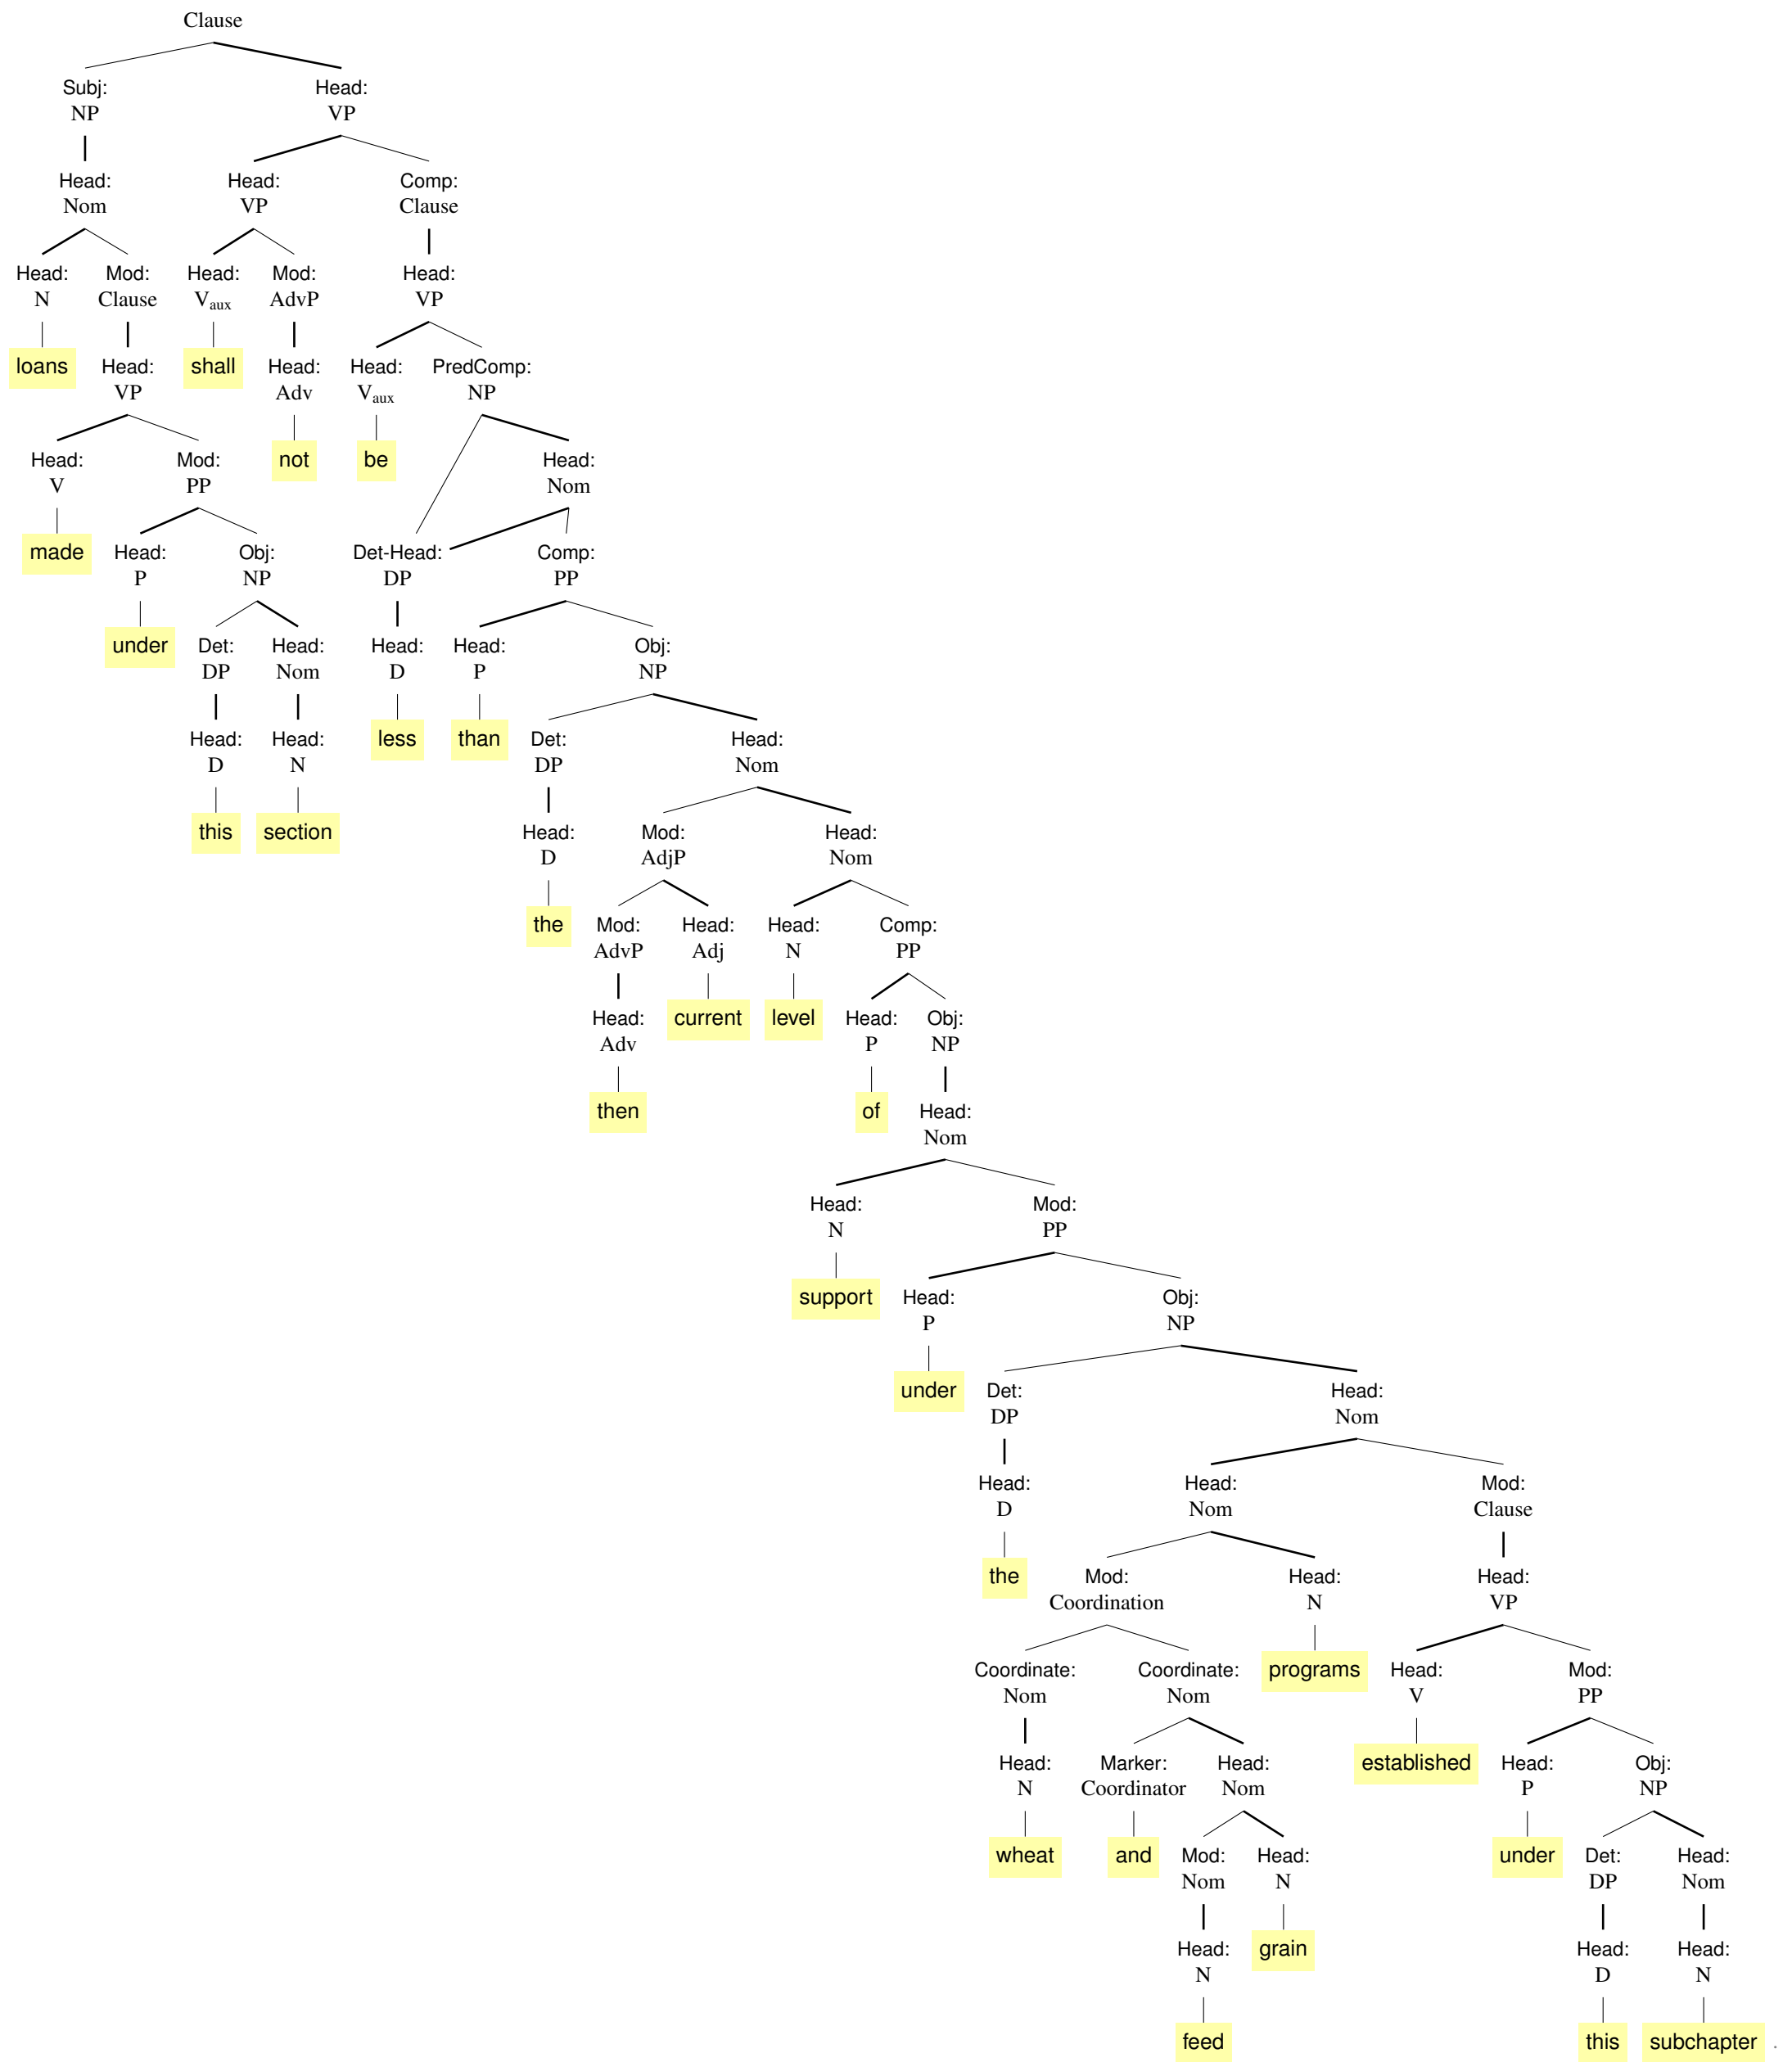 Clause
Subj: Head:
NP VP
Head: Head: Comp:
Nom VP Clause
Head: Mod: Head: Mod: Head:
N Clause Vaux AdvP VP
loans Head: shall Head: Head: PredComp:
VP Adv Vaux NP
Head: Mod: not be Head:
V PP Nom
made Head: Obj: Det-Head: Comp:
P NP DP PP
under Det: Head: Head: Head: Obj:
DP Nom D P NP
Head: Head: less than Det: Head:
D N DP Nom
this section Head: Mod: Head:
D AdjP Nom
the Mod: Head: Head: Comp:
AdvP Adj N PP
Head: current level Head: Obj:
Adv P NP
then of Head:
Nom
Head: Mod:
N PP
support Head: Obj:
P NP
under Det: Head:
DP Nom
Head: Head: Mod:
D Nom Clause
the Mod: Head: Head:
Coordination N VP
Coordinate: Coordinate: programs Head: Mod:
Nom Nom V PP
Head: Marker: Head: established Head: Obj:
N Coordinator Nom P NP
wheat and Mod: Head: under Det: Head:
Nom N DP Nom
Head: grain Head: Head:
N D N
feed this subchapter .